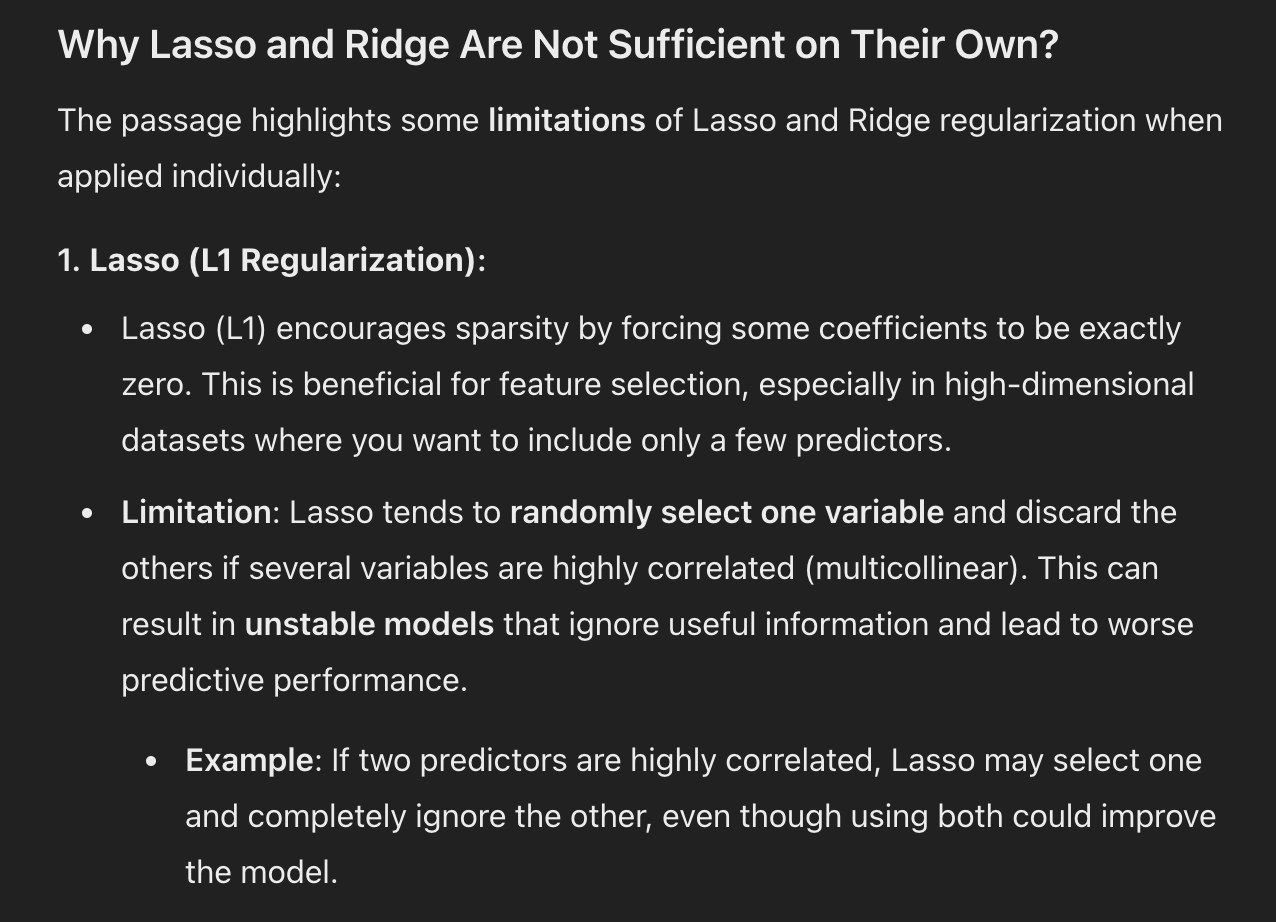 Why Lasso and Ridge Are Not Sufficient on Their Own?
The passage highlights some limitations of Lasso and Ridge regularization when
applied individually:
1. Lasso (L1 Regularization):
• Lasso (L1) encourages sparsity by forcing some coefficients to be exactly
zero. This is beneficial for feature selection, especially in high-dimensional
datasets where you want to include only a few predictors.
• Limitation: Lasso tends to randomly select one variable and discard the
others if several variables are highly correlated (multicollinear). This can
result in unstable models that ignore useful information and lead to worse
predictive performance.
• Example: If two predictors are highly correlated, Lasso may select one
and completely ignore the other, even though using both could improve
the model.